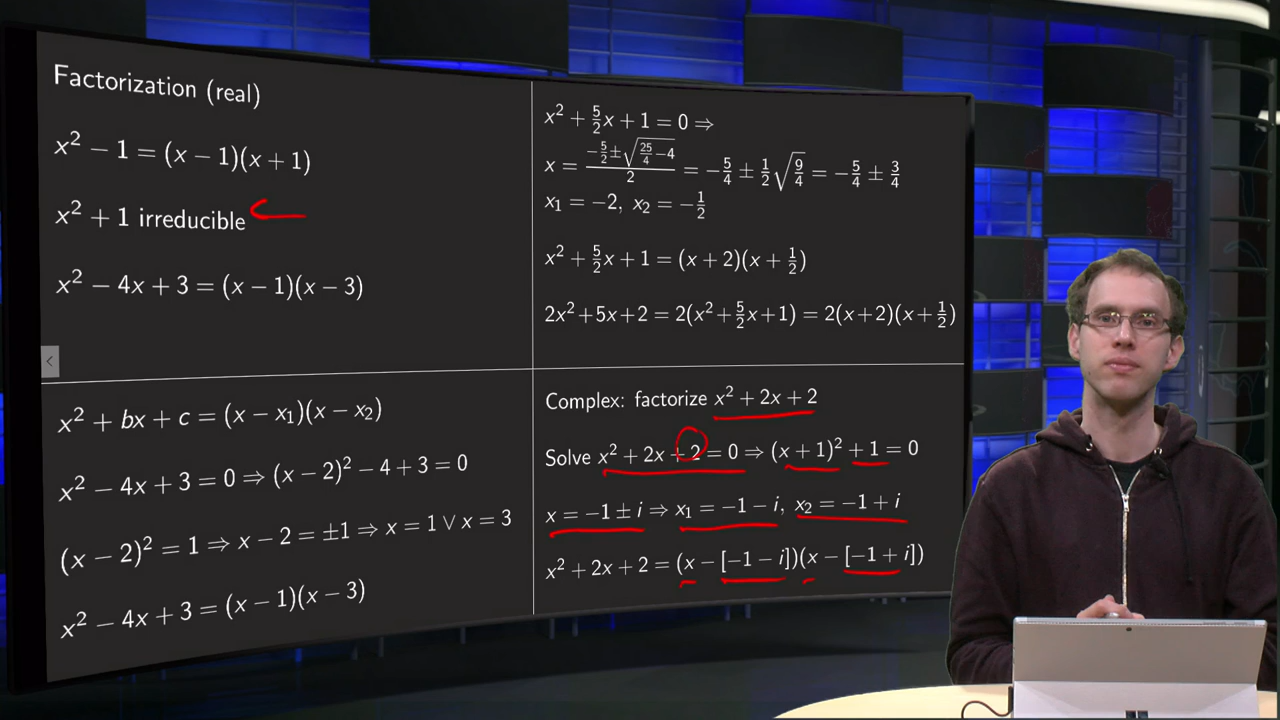 Factorization (real)
x² − 1 = (x − 1)(x + 1)
x² + 1 irreducible
x² − 4x + 3 = (x − 1)(x − 3)
x² + 5/2 x + 1 = 0 ⇒
x = (−5/2 ± √(25/4 − 4))/2 = −5/4 ± 1/2 √(9/4) = −5/4 ± 3/4
x₁ = −2, x₂ = −1/2
x² + 5/2 x + 1 = (x + 2)(x + 1/2)
2x² + 5x + 2 = 2(x² + 5/2 x + 1) = 2(x + 2)(x + 1/2)
x² + bx + c = (x − x₁)(x − x₂)
x² − 4x + 3 = 0 ⇒ (x − 2)² − 4 + 3 = 0
(x − 2)² = 1 ⇒ x − 2 = ±1 ⇒ x = 1 ∨ x = 3
x² − 4x + 3 = (x − 1)(x − 3)
Complex: factorize x² + 2x + 2
Solve x² + 2x + 2 = 0 ⇒ (x + 1)² + 1 = 0
x = −1 ± i ⇒ x₁ = −1 − i, x₂ = −1 + i
x² + 2x + 2 = (x − [−1 − i])(x − [−1 + i])